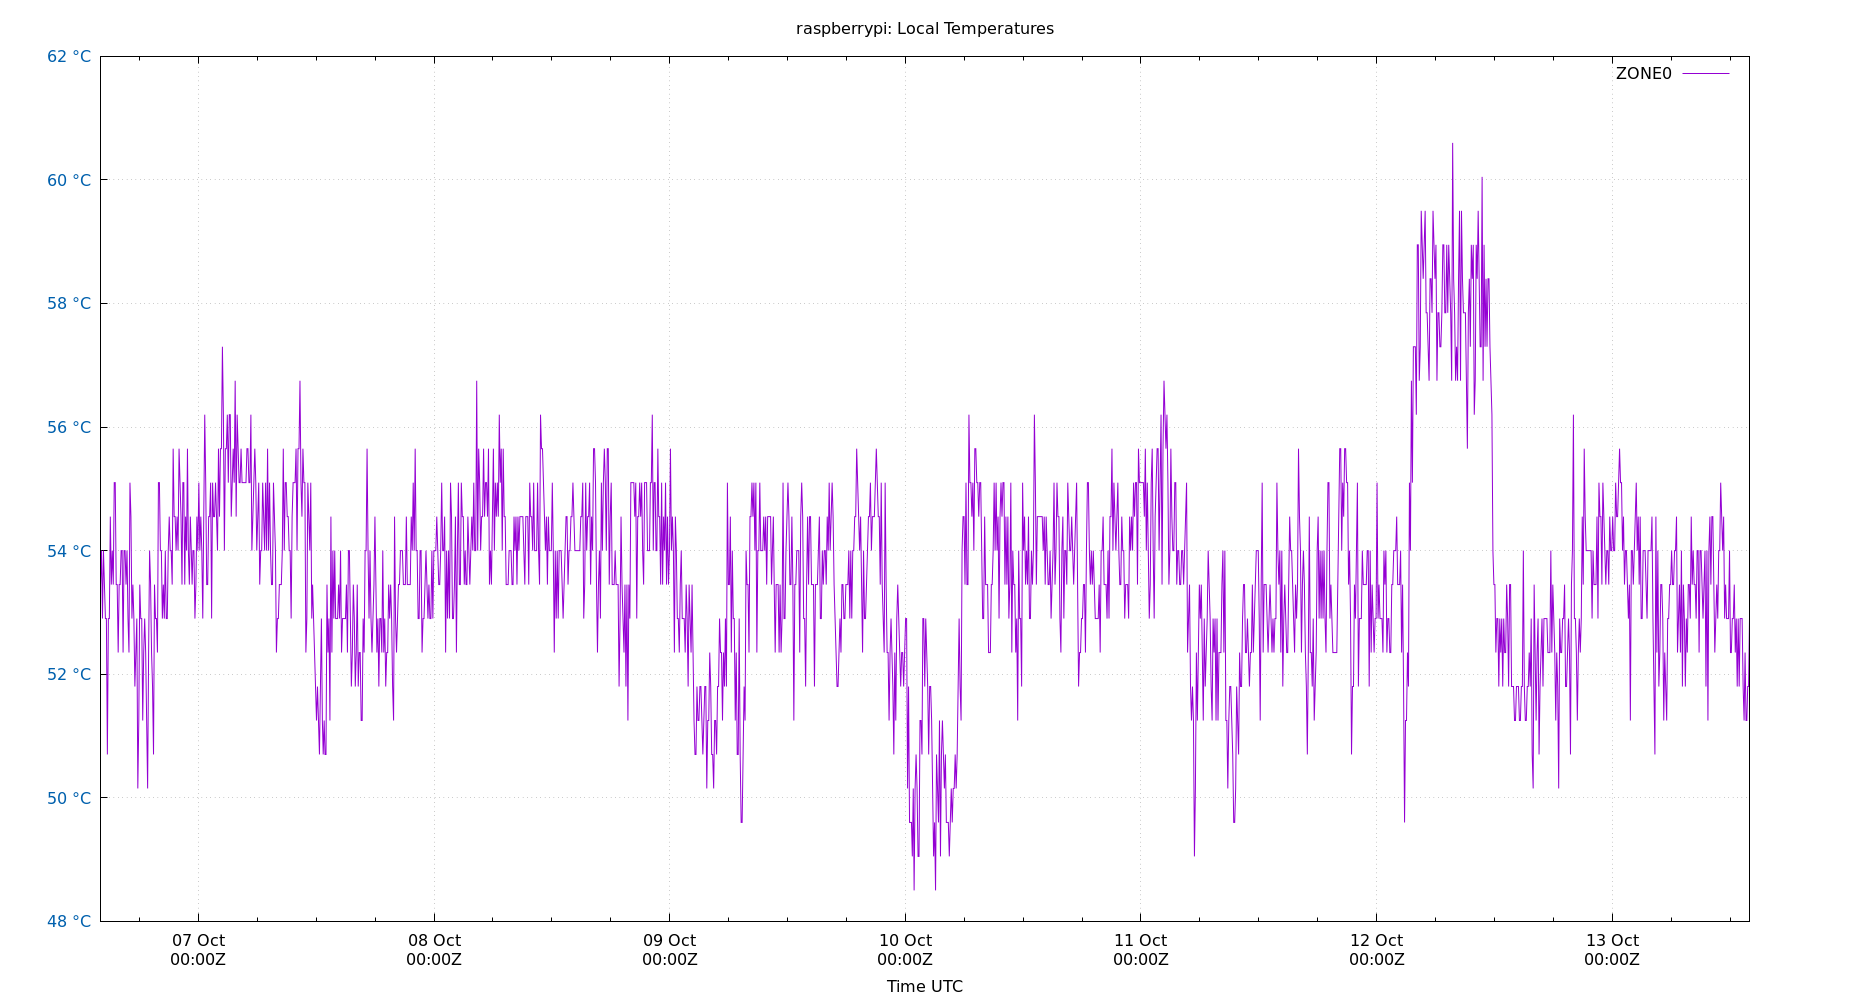 raspberrypi: Local Temperatures
62 °C
ZONE0
60 °C
58 °C
56 °C
54 °C
52 °C
50 °C
48 °C
07 Oct 08 Oct 09 Oct 10 Oct 11 Oct 12 Oct 13 Oct
00:00Z 00:00Z 00:00Z 00:00Z 00:00Z 00:00Z 00:00Z
Time UTC